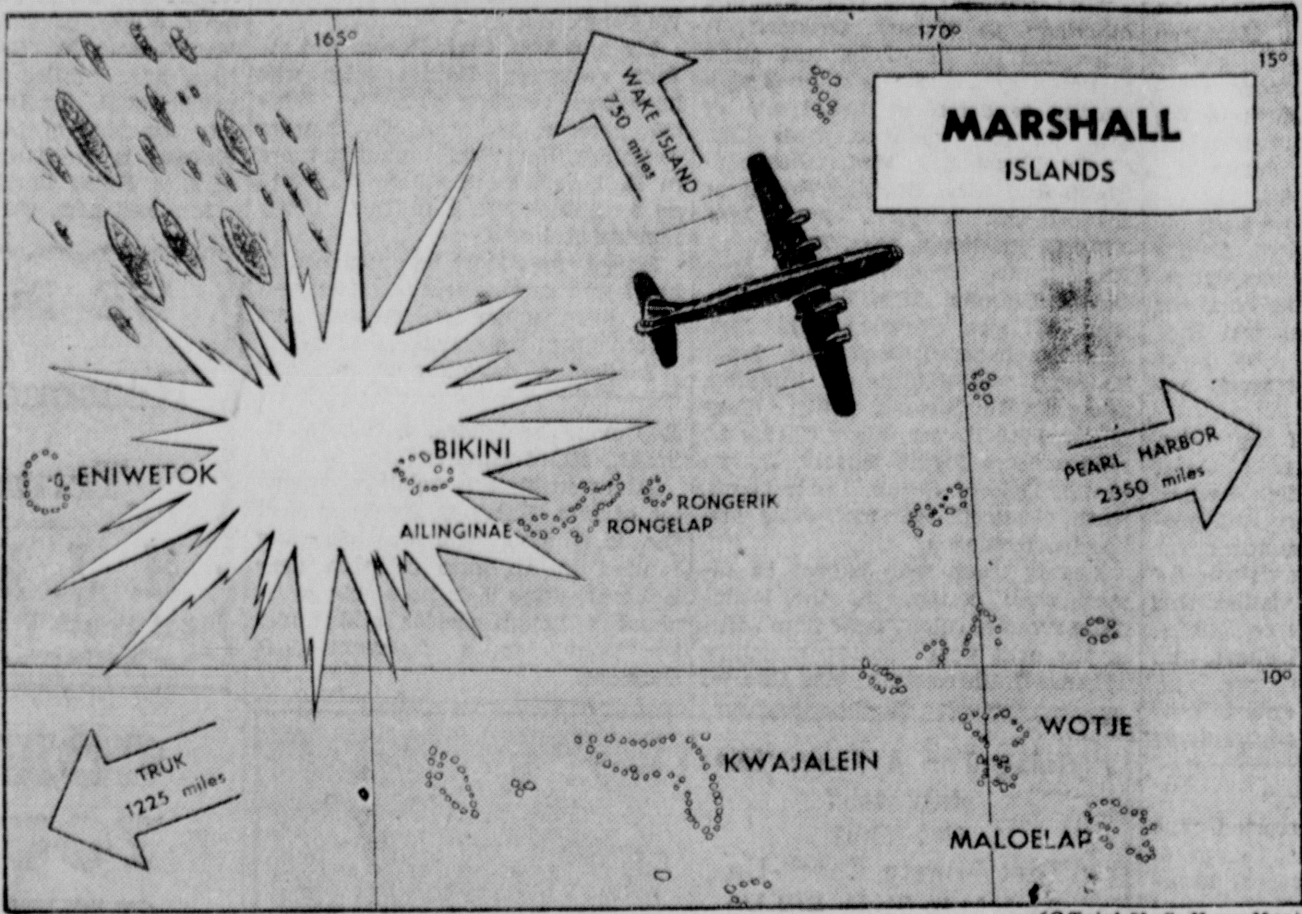 165°
170°
15°
WAKE ISLAND
750 miles
MARSHALL
ISLANDS
PEARL HARBOR
2350 miles
BIKINI
ENIWETOK
RONGERIK
AILINGINAE
RONGELAP
10°
TRUK
1225 miles
KWAJALEIN
WOTJE
MALOELAP